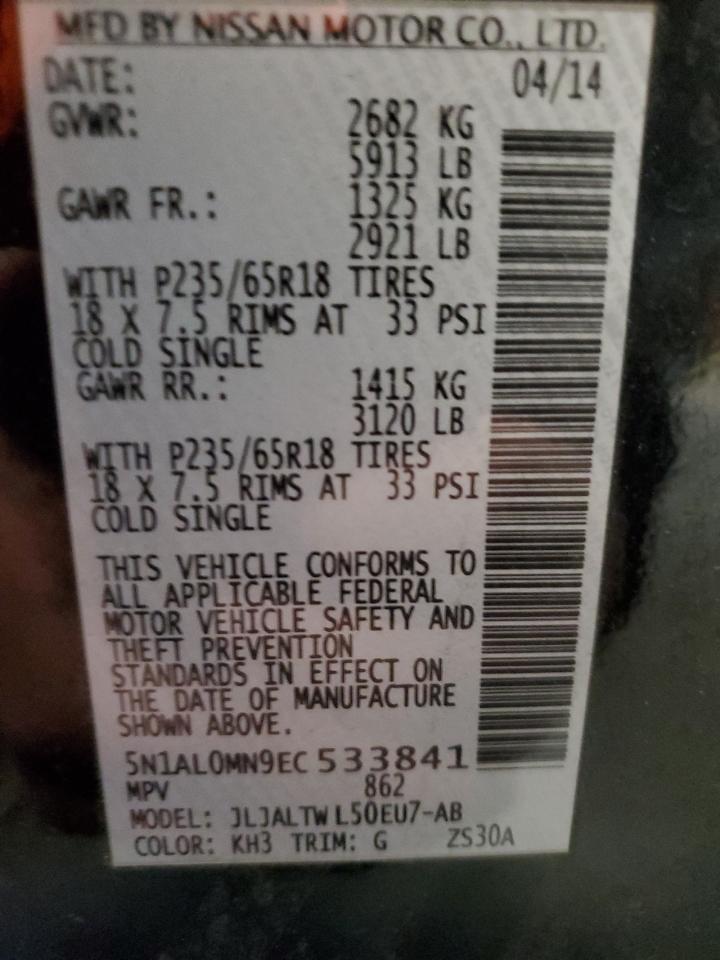 MFD BY NISSAN MOTOR CO., LTD.
DATE: 04/14
GVWR: 2682 KG
5913 LB
GAWR FR.: 1325 KG
2921 LB
WITH P235/65R18 TIRES
18 X 7.5 RIMS AT 33 PSI
COLD SINGLE
GAWR RR.: 1415 KG
3120 LB
WITH P235/65R18 TIRES
18 X 7.5 RIMS AT 33 PSI
COLD SINGLE
THIS VEHICLE CONFORMS TO
ALL APPLICABLE FEDERAL
MOTOR VEHICLE SAFETY AND
THEFT PREVENTION
STANDARDS IN EFFECT ON
THE DATE OF MANUFACTURE
SHOWN ABOVE.
5N1AL0MN9EC533841
MPV 862
MODEL: JLJALTWL50EU7-AB
COLOR: KH3 TRIM: G ZS30A